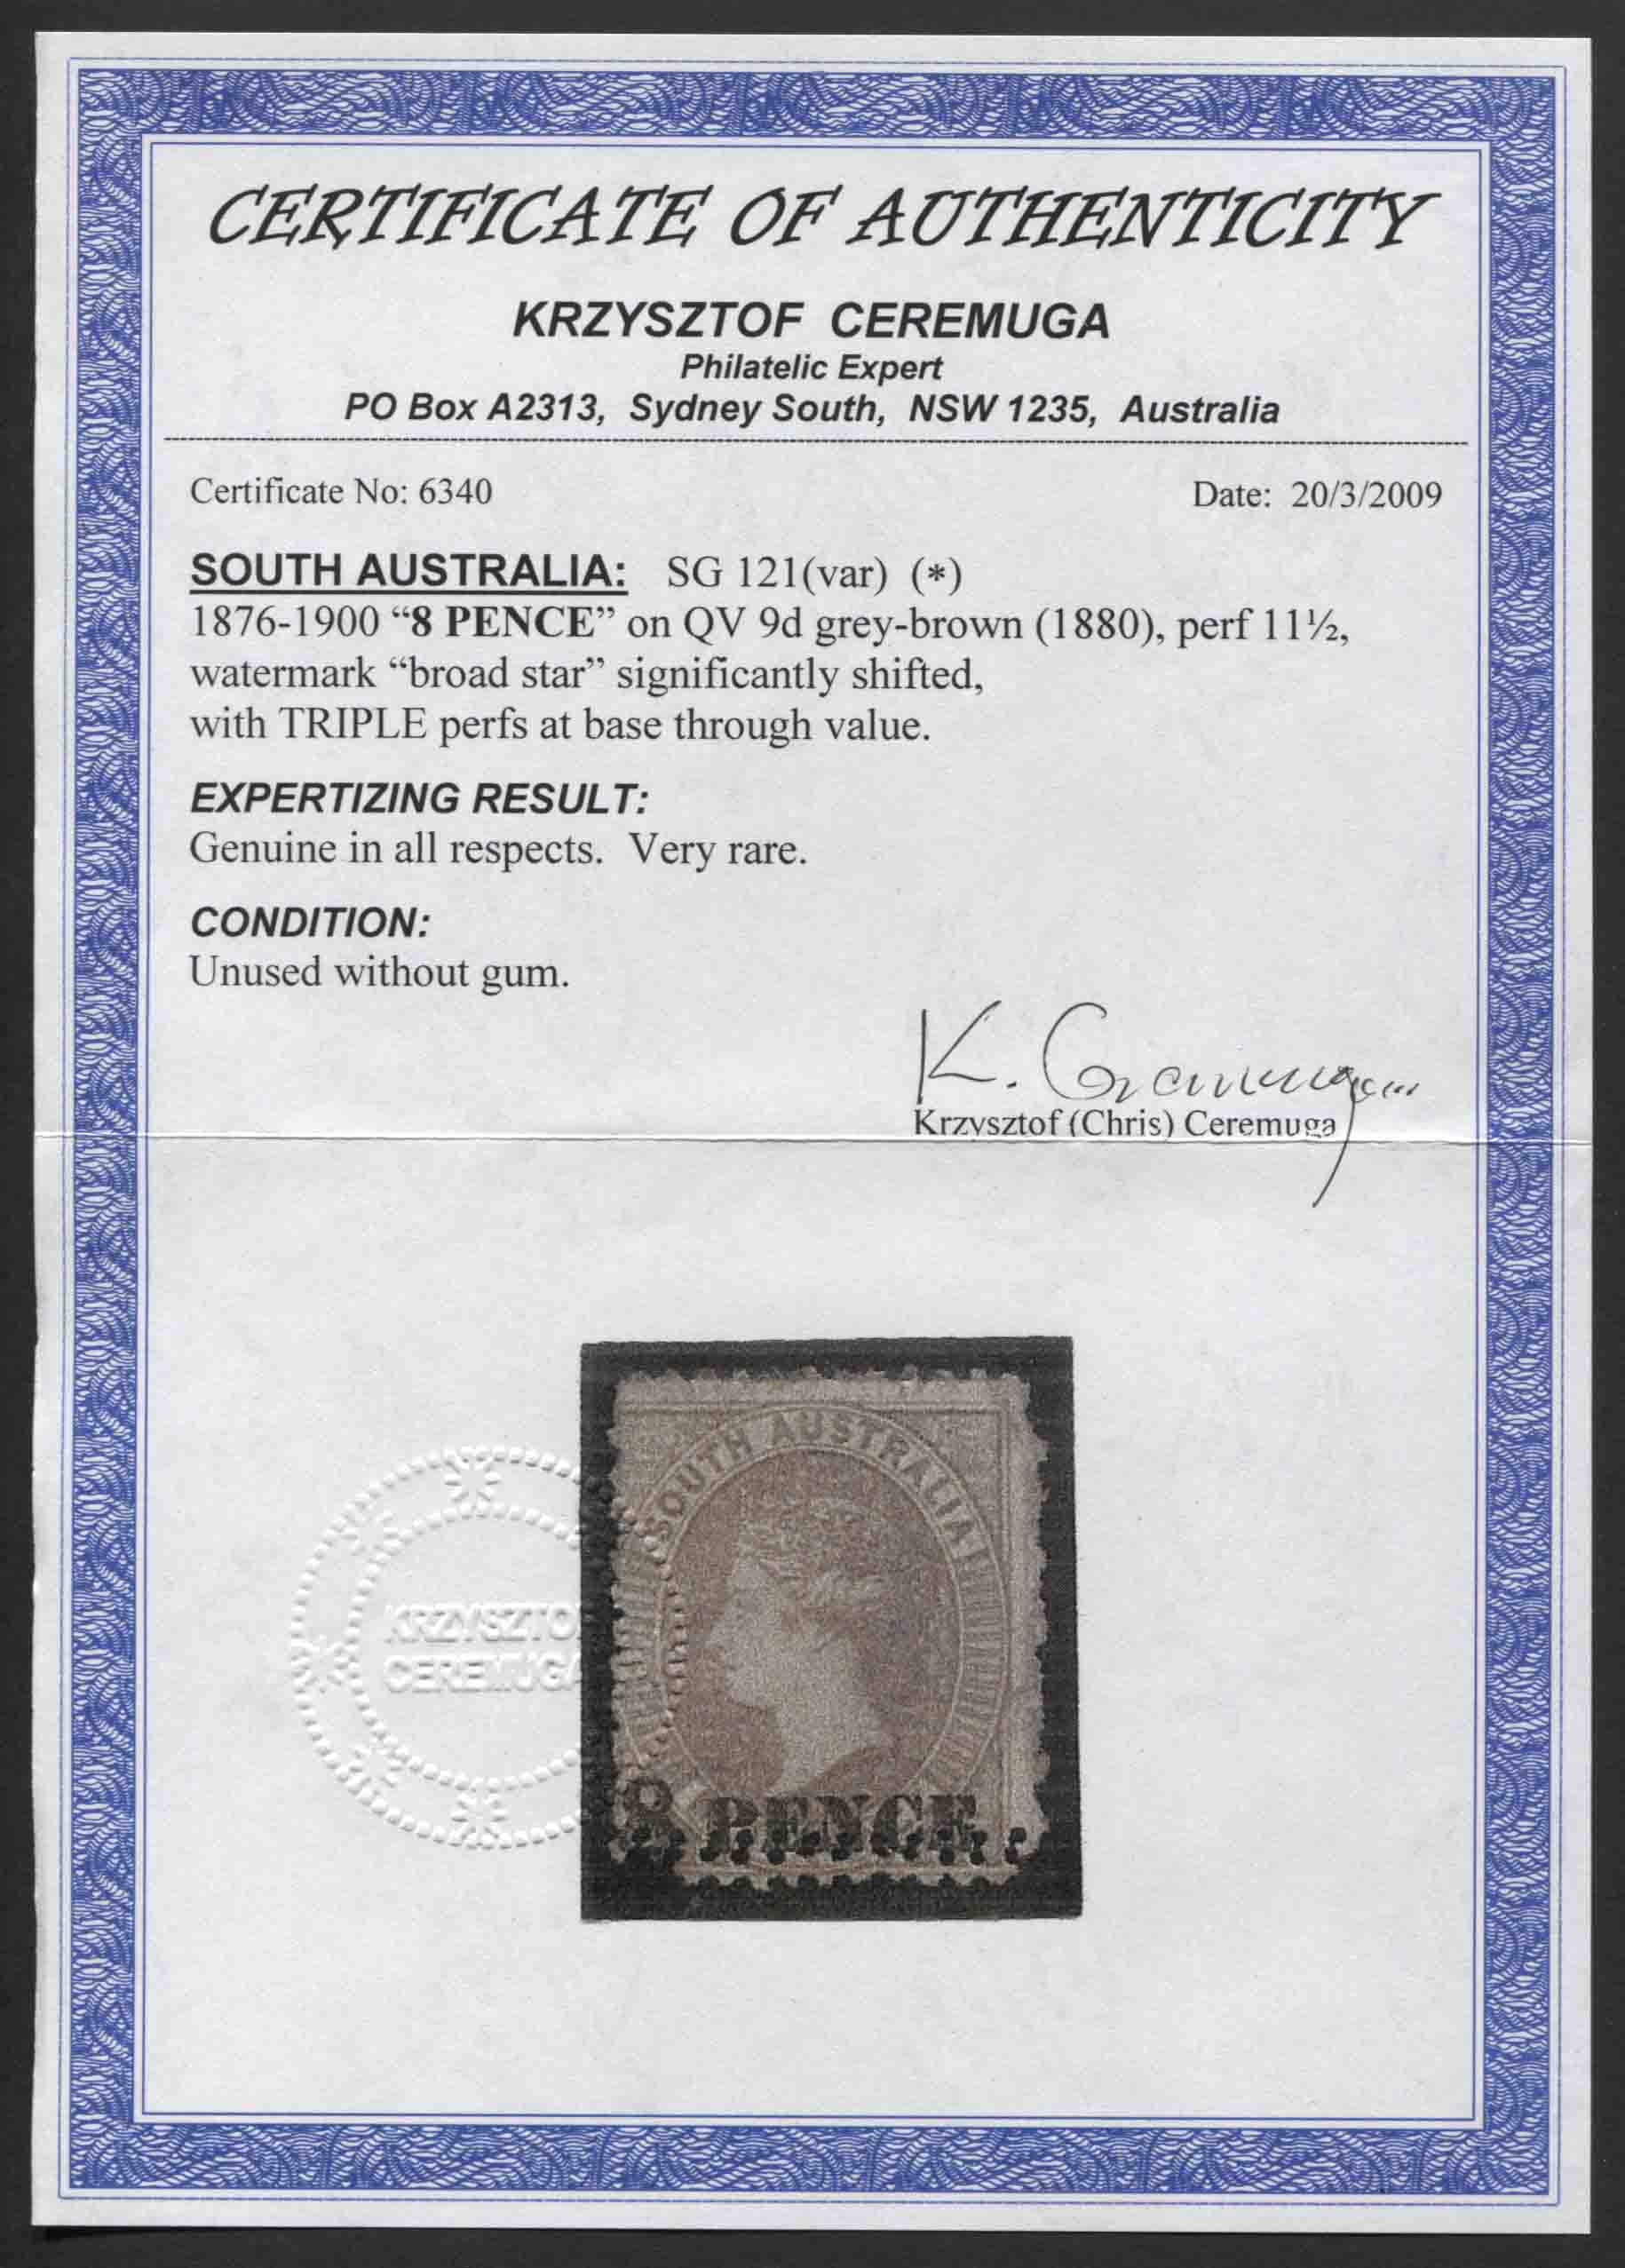 CERTIFICATE OF AUTHENTICITY
KRZYSZTOF CEREMUGA
Philatelic Expert
PO Box A2313, Sydney South, NSW 1235, Australia
Certificate No: 6340 Date: 20/3/2009
SOUTH AUSTRALIA: SG 121(var) (*)
1876-1900 “8 PENCE” on QV 9d grey-brown (1880), perf 11½,
watermark “broad star” significantly shifted,
with TRIPLE perfs at base through value.
EXPERTIZING RESULT:
Genuine in all respects. Very rare.
CONDITION:
Unused without gum.
K. Ceremuga
Krzysztof (Chris) Ceremuga
SOUTH AUSTRALIA
KRZYSZTO
CEREMUGA
8 PENCE